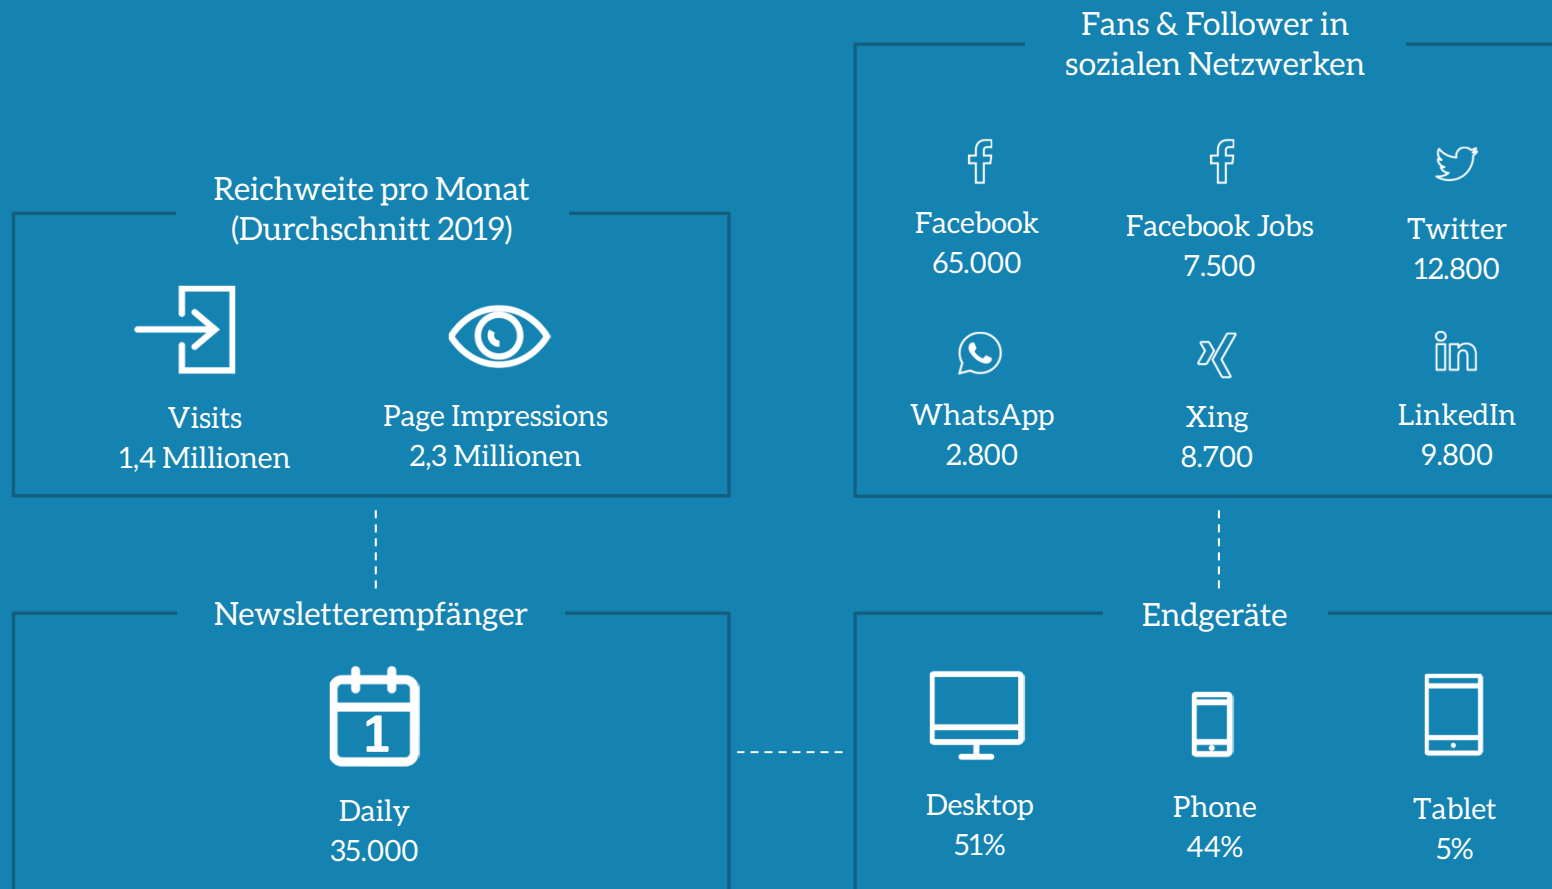 Reichweite pro Monat
(Durchschnitt 2019)
Visits
1,4 Millionen
Page Impressions
2,3 Millionen
Fans & Follower in
sozialen Netzwerken
Facebook
65.000
Facebook Jobs
7.500
Twitter
12.800
WhatsApp
2.800
Xing
8.700
in
LinkedIn
9.800
Newsletterempfänger
1
Daily
35.000
Endgeräte
Desktop
51%
Phone
44%
Tablet
5%